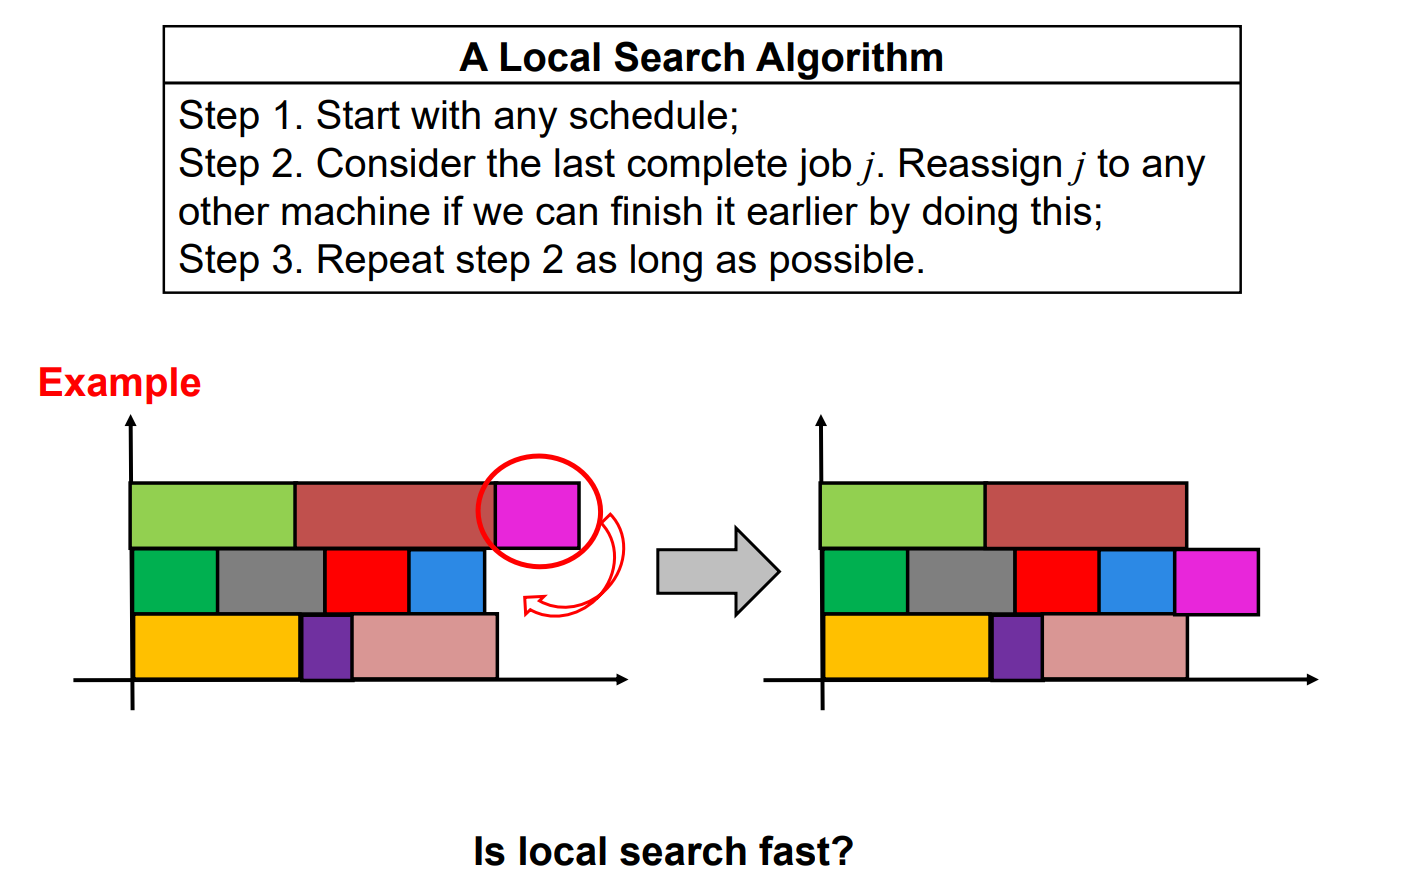 A Local Search Algorithm
Step 1. Start with any schedule;
Step 2. Consider the last complete job j. Reassign j to any
other machine if we can finish it earlier by doing this;
Step 3. Repeat step 2 as long as possible.
Example
Is local search fast?